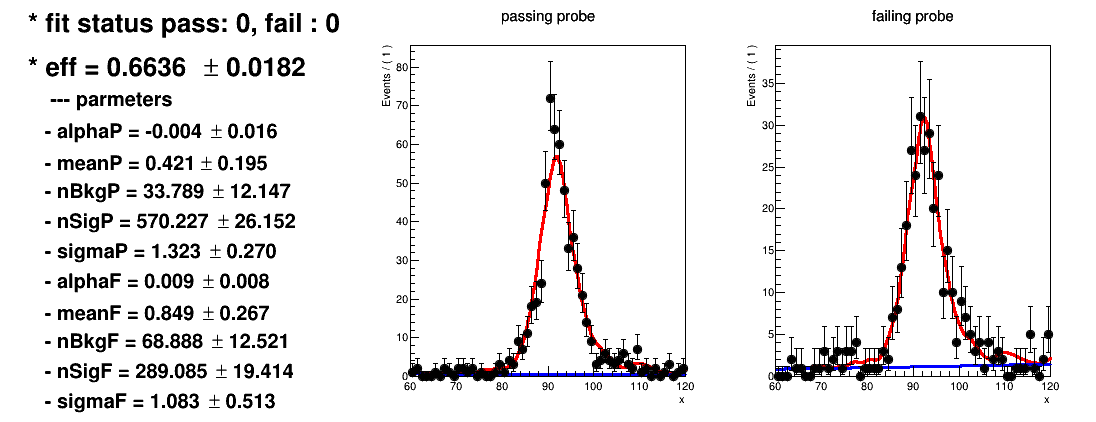 * fit status pass: 0, fail : 0
* eff = 0.6636 ± 0.0182
--- parmeters
- alphaP = -0.004 ± 0.016
- meanP = 0.421 ± 0.195
- nBkgP = 33.789 ± 12.147
- nSigP = 570.227 ± 26.152
- sigmaP = 1.323 ± 0.270
- alphaF = 0.009 ± 0.008
- meanF = 0.849 ± 0.267
- nBkgF = 68.888 ± 12.521
- nSigF = 289.085 ± 19.414
- sigmaF = 1.083 ± 0.513
passing probe
Events / ( 1 )
80
70
60
50
40
30
20
10
0
60 70 80 90 100 110 120
x
failing probe
Events / ( 1 )
35
30
25
20
15
10
5
0
60 70 80 90 100 110 120
x